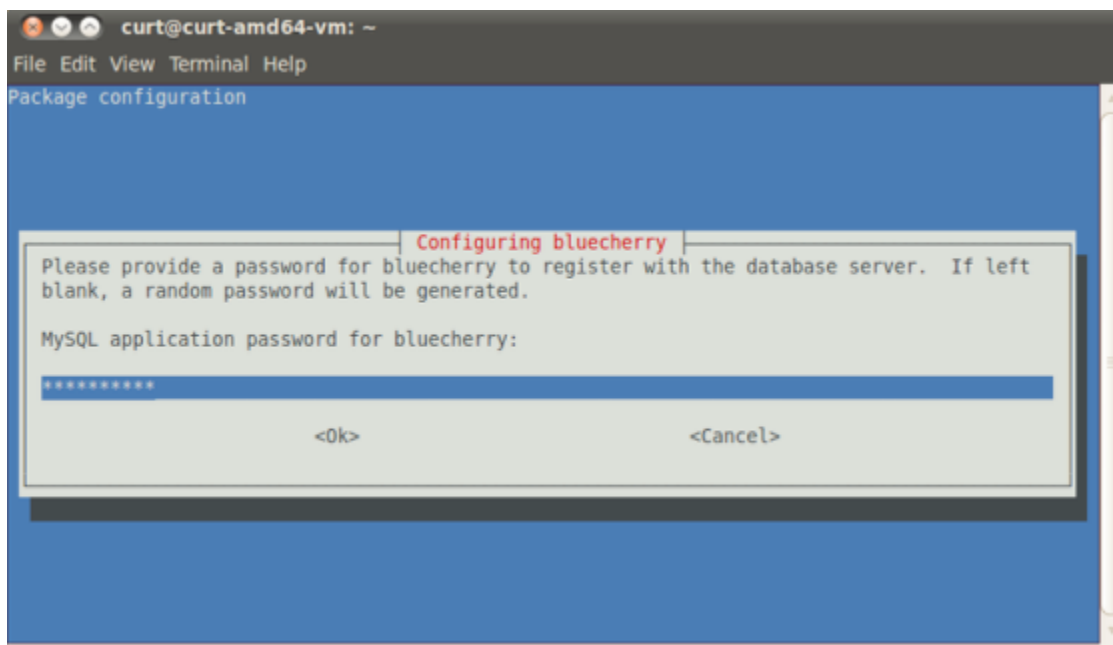 curt@curt-amd64-vm: ~
File Edit View Terminal Help
Package configuration
Configuring bluecherry
Please provide a password for bluecherry to register with the database server.  If left
blank, a random password will be generated.
MySQL application password for bluecherry:
**********
<Ok> <Cancel>